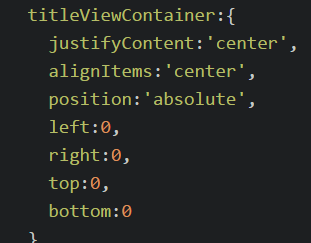 titleViewContainer:{
justifyContent:'center',
alignItems:'center',
position:'absolute',
left:0,
right:0,
top:0,
bottom:0
}